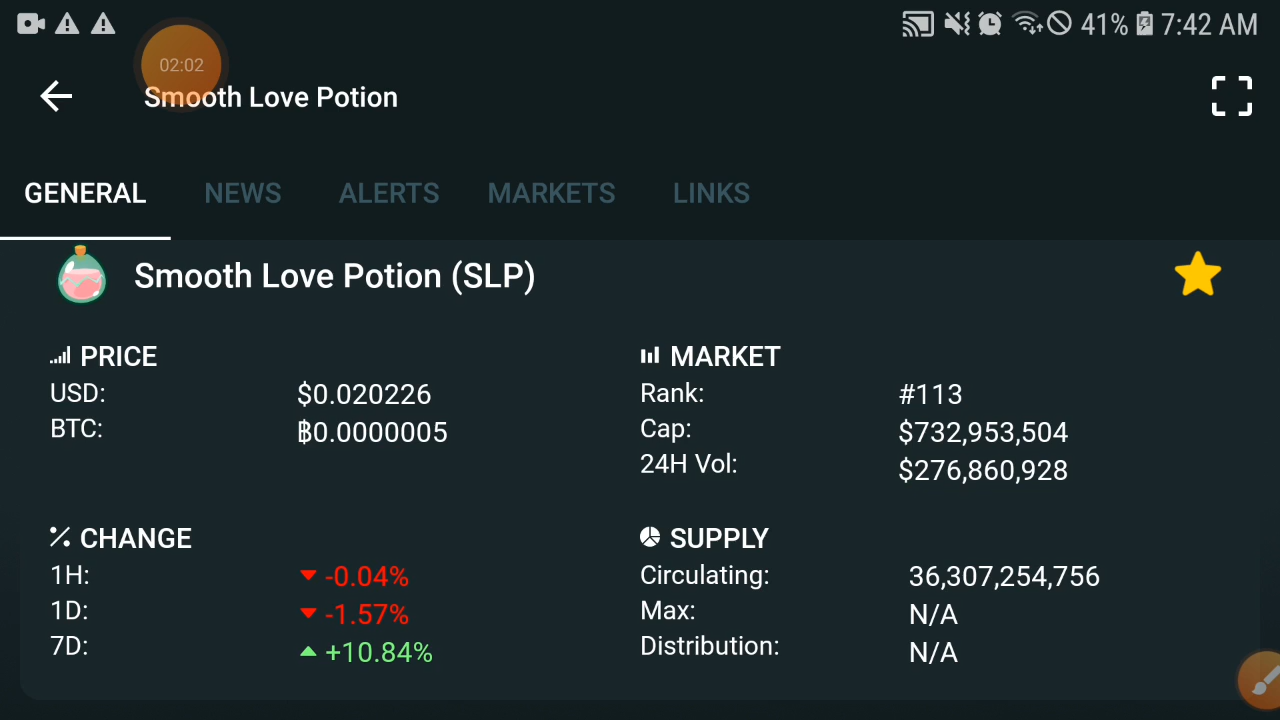 41% 7:42 AM
02:02
Smooth Love Potion
GENERAL NEWS ALERTS MARKETS LINKS
Smooth Love Potion (SLP)
PRICE
USD: $0.020226
BTC: ฿0.0000005
MARKET
Rank: #113
Cap: $732,953,504
24H Vol: $276,860,928
CHANGE
1H: -0.04%
1D: -1.57%
7D: +10.84%
SUPPLY
Circulating: 36,307,254,756
Max: N/A
Distribution: N/A